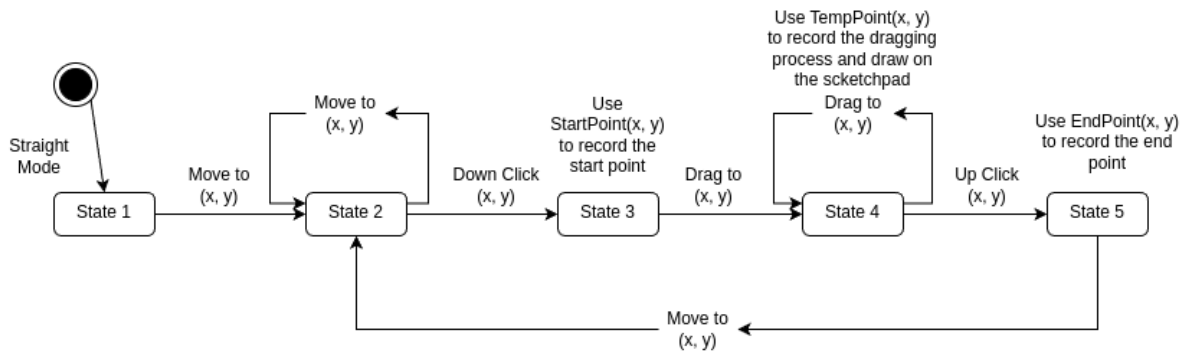 Use TempPoint(x, y)
to record the dragging
process and draw on
the scketchpad
Drag to
(x, y)
Move to
(x, y)
Use
StartPoint(x, y)
to record the
start point
Use EndPoint(x, y)
to record the end
point
Straight
Mode
Move to
(x, y)
Down Click
(x, y)
Drag to
(x, y)
Up Click
(x, y)
State 1
State 2
State 3
State 4
State 5
Move to
(x, y)